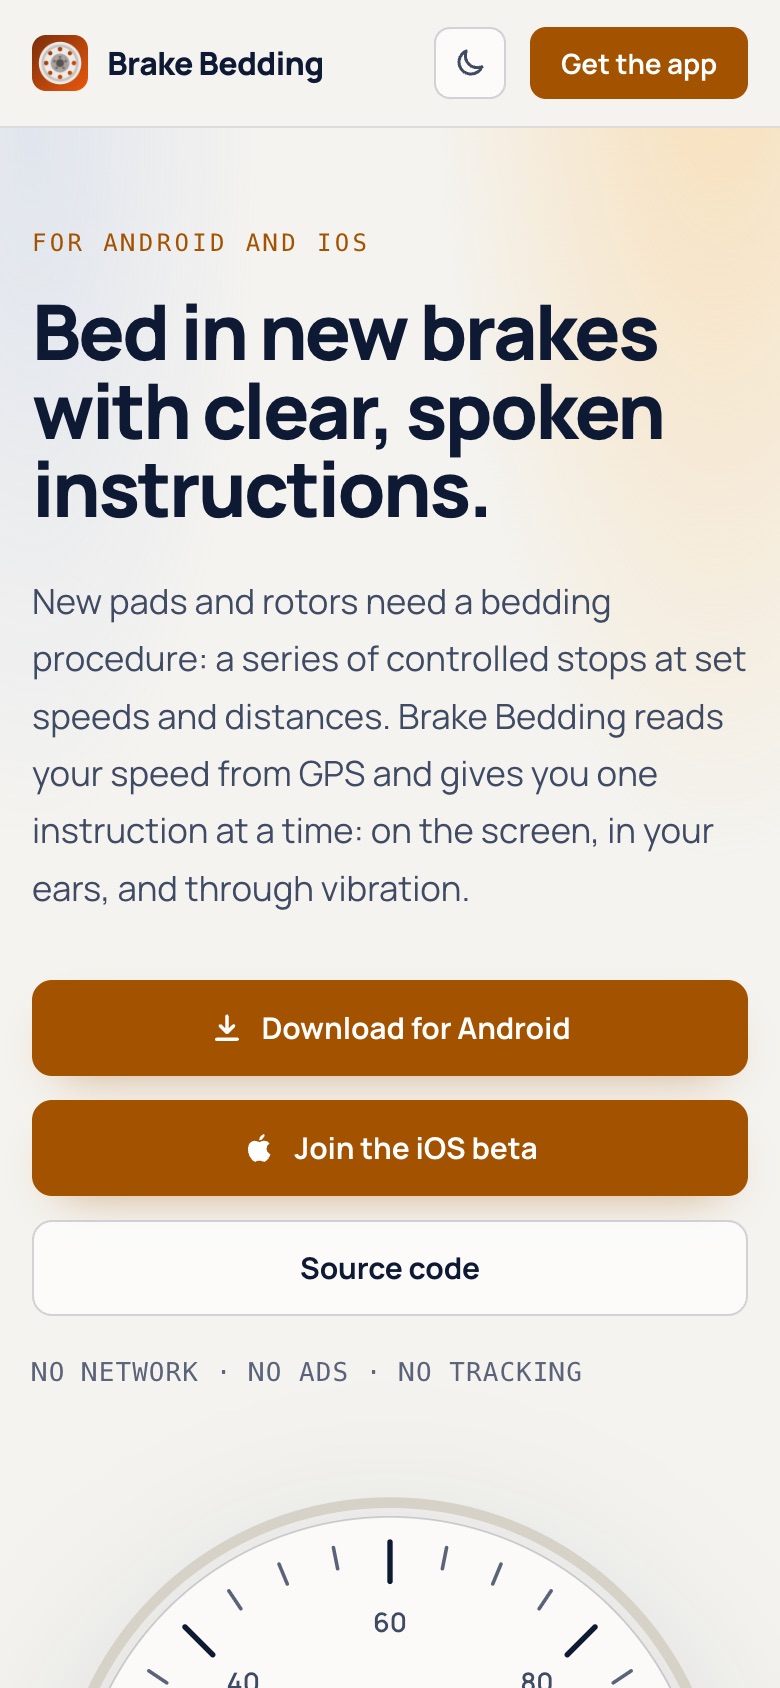 Brake Bedding
Get the app
FOR ANDROID AND IOS
Bed in new brakes
with clear, spoken
instructions.
New pads and rotors need a bedding
procedure: a series of controlled stops at set
speeds and distances. Brake Bedding reads
your speed from GPS and gives you one
instruction at a time: on the screen, in your
ears, and through vibration.
Download for Android
Join the iOS beta
Source code
NO NETWORK · NO ADS · NO TRACKING
60
40 80